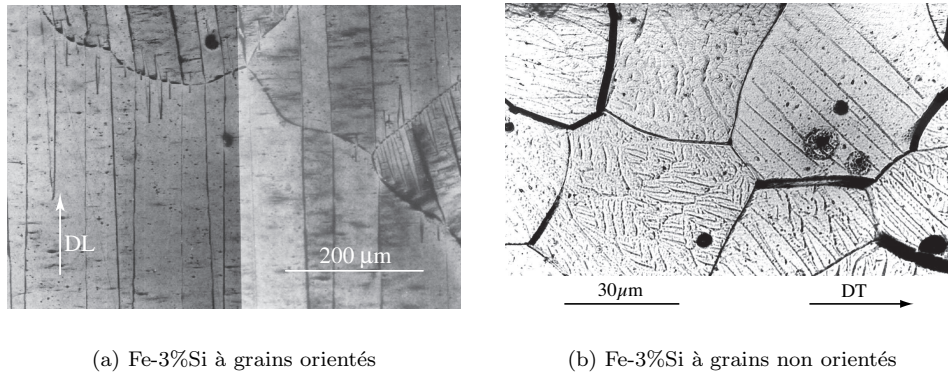 DL
200 µm
30µm
DT
(a) Fe-3%Si à grains orientés
(b) Fe-3%Si à grains non orientés